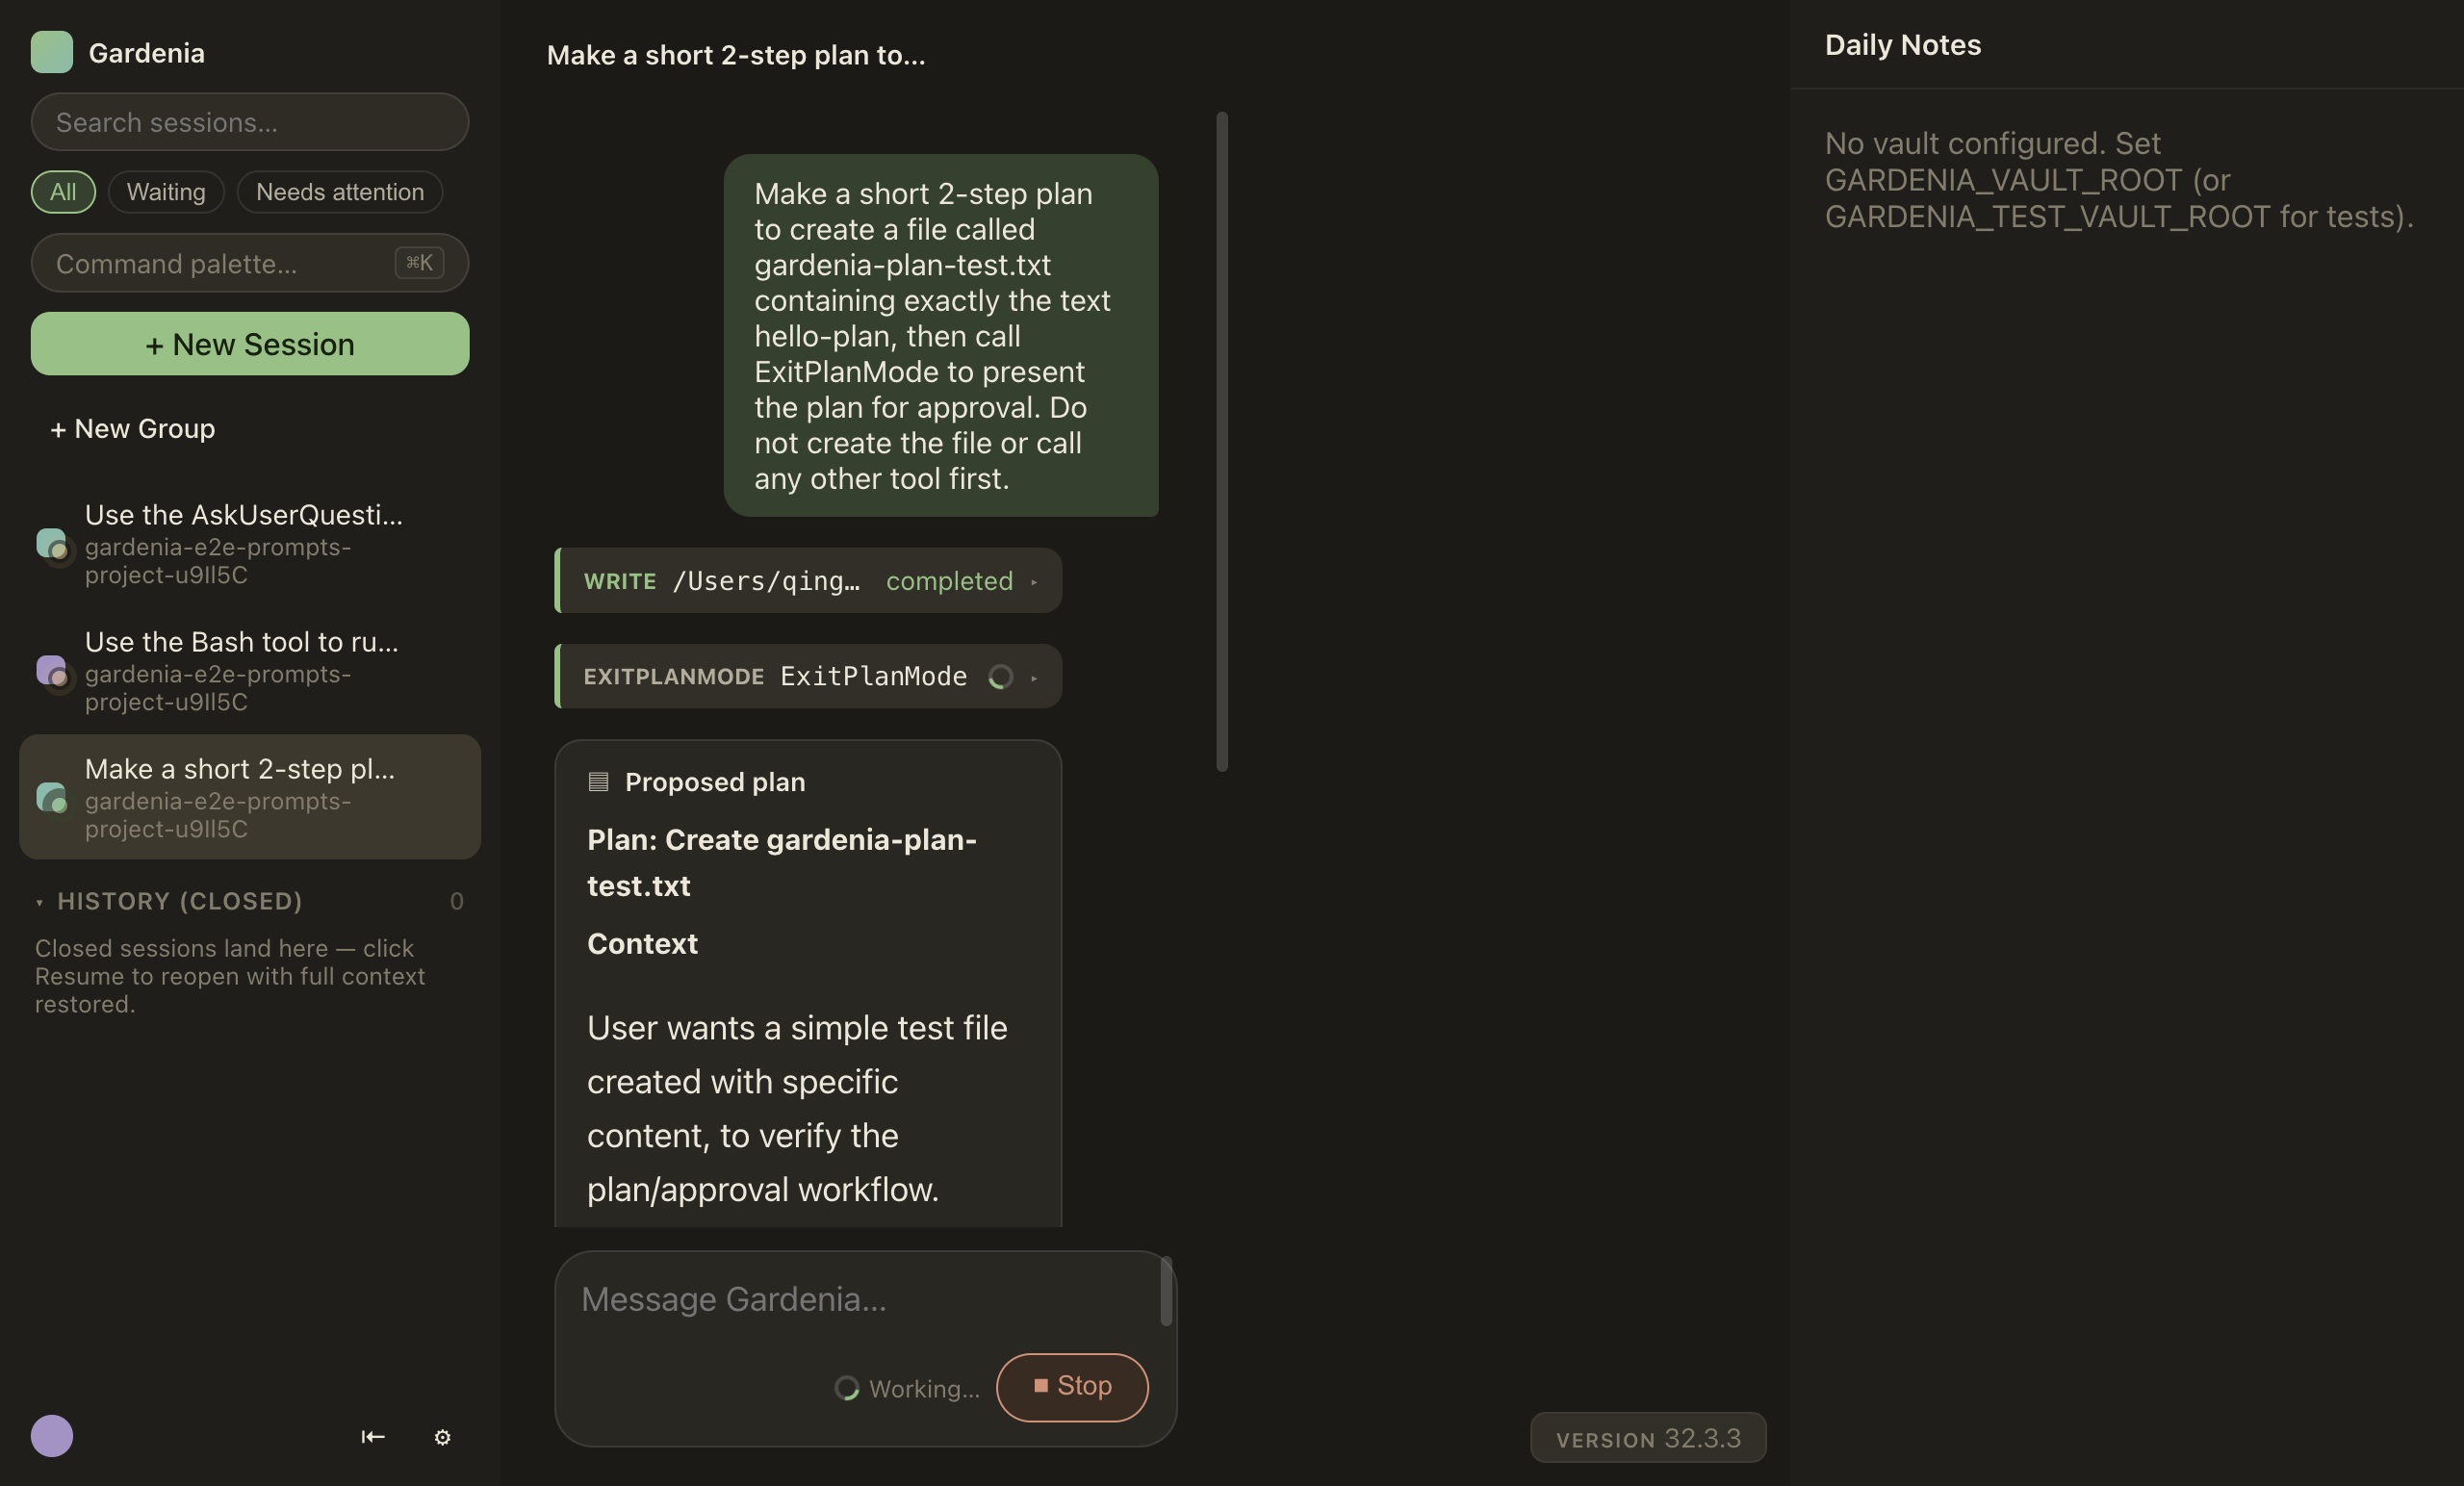 Gardenia
Search sessions...
All
Waiting
Needs attention
Command palette...
⌘K
+ New Session
+ New Group
Use the AskUserQuesti...
gardenia-e2e-prompts-
project-u9Il5C
Use the Bash tool to ru...
gardenia-e2e-prompts-
project-u9Il5C
Make a short 2-step pl...
gardenia-e2e-prompts-
project-u9Il5C
HISTORY (CLOSED)
0
Closed sessions land here — click
Resume to reopen with full context
restored.
Make a short 2-step plan to...
Make a short 2-step plan
to create a file called
gardenia-plan-test.txt
containing exactly the text
hello-plan, then call
ExitPlanMode to present
the plan for approval. Do
not create the file or call
any other tool first.
WRITE /Users/qing… completed
EXITPLANMODE ExitPlanMode
Proposed plan
Plan: Create gardenia-plan-
test.txt
Context
User wants a simple test file
created with specific
content, to verify the
plan/approval workflow.
Message Gardenia...
Working...
Stop
VERSION 32.3.3
Daily Notes
No vault configured. Set
GARDENIA_VAULT_ROOT (or
GARDENIA_TEST_VAULT_ROOT for tests).